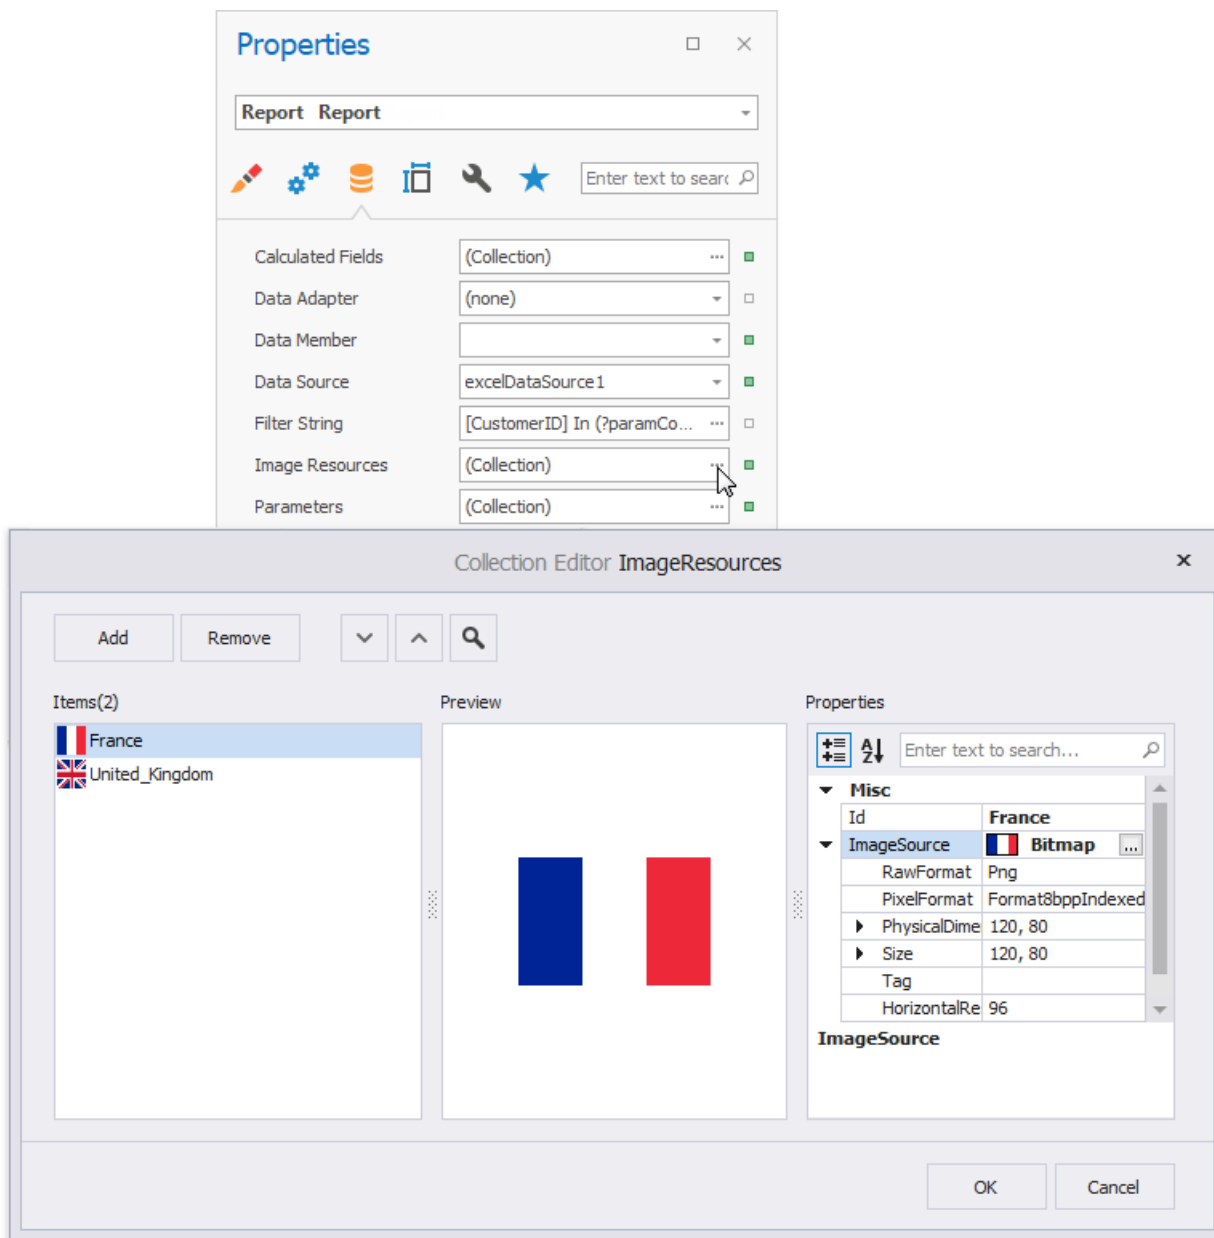 Properties
Report Report
Enter text to searc
Calculated Fields (Collection) ...
Data Adapter (none)
Data Member
Data Source excelDataSource1
Filter String [CustomerID] In (?paramCo... ...
Image Resources (Collection) ...
Parameters (Collection) ...
Collection Editor ImageResources
Add Remove
Items(2) Preview Properties
France
United_Kingdom
Enter text to search...
Misc
Id France
ImageSource Bitmap ...
RawFormat Png
PixelFormat Format8bppIndexed
PhysicalDime 120, 80
Size 120, 80
Tag
HorizontalRe 96
ImageSource
OK Cancel